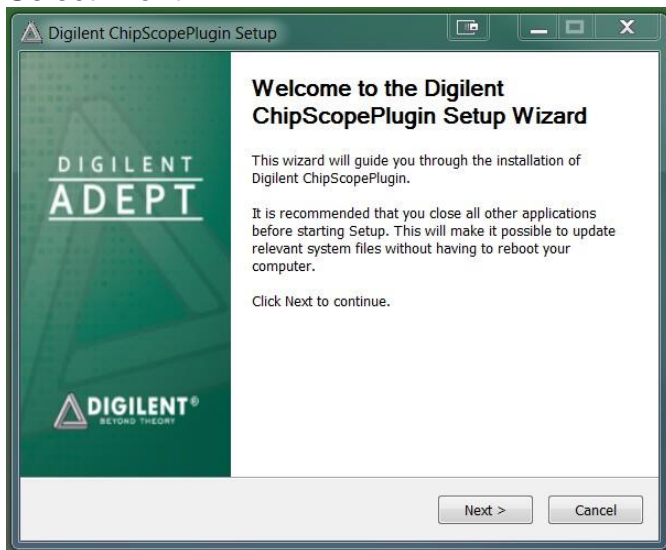 Digilent ChipScopePlugin Setup
X
Welcome to the Digilent
ChipScopePlugin Setup Wizard
This wizard will guide you through the installation of
Digilent ChipScopePlugin.
It is recommended that you close all other applications
before starting Setup. This will make it possible to update
relevant system files without having to reboot your
computer.
Click Next to continue.
DIGILENT
ADEPT
DIGILENT®
BEYOND THEORY
Next >
Cancel